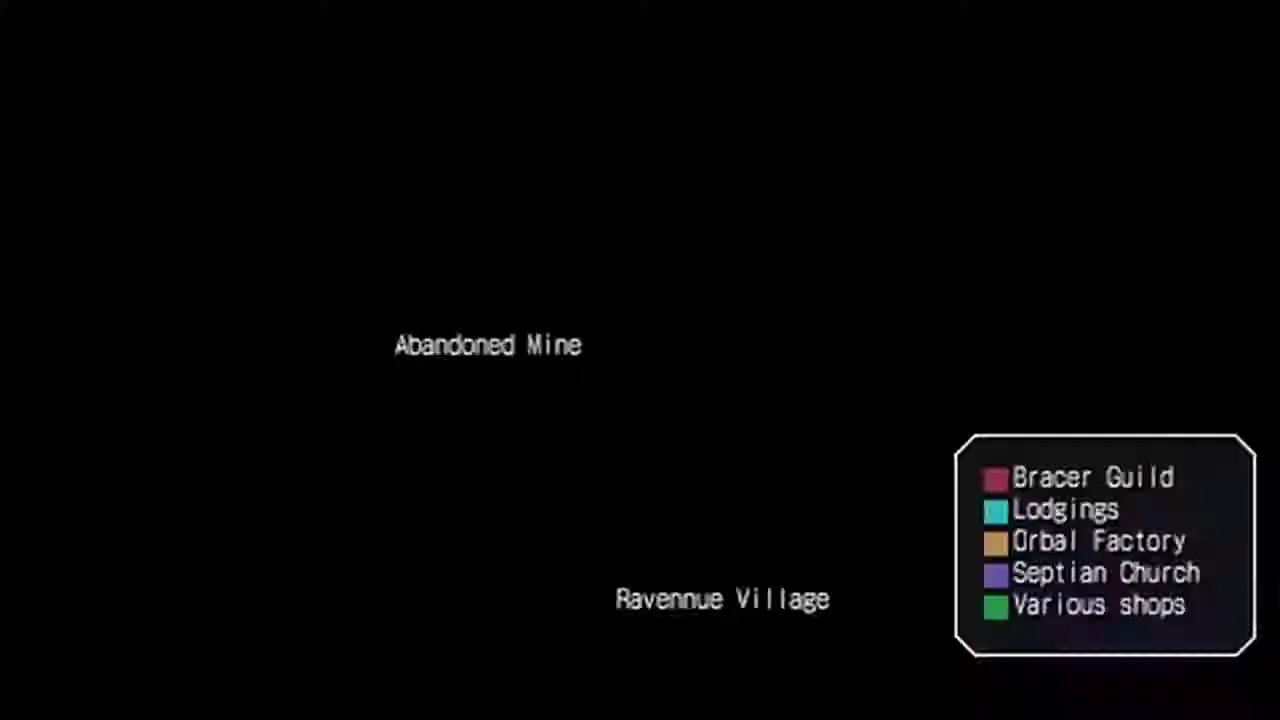 Abandoned Mine
Bracer Guild
Lodgings
Orbal Factory
Septian Church
Various shops
Ravennue Village